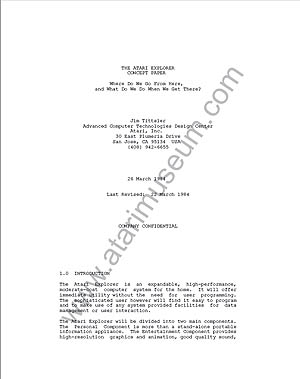 THE ATARI EXPLORER
CONCEPT PAPER
Where Do We Go From Here,
and What Do We Do When We Get There?
Jim Tittsler
Advanced Computer Technologies Design Center
Atari, Inc.
30 East Plumeria Drive
San Jose, CA 95134 USA
(408) 942-6655
20 March 1984
Last Revised: 22 March 1984
COMPANY CONFIDENTIAL
1.0 INTRODUCTION
The Atari Explorer is an expandable, high-performance,
moderate-cost computer system for the home. It will offer
immediate utility without the need for user programming.
The sophisticated user however will find it easy to program
and to make use of any system provided facilities for data
management or user interaction.
The Atari Explorer will be divided into two main components.
The Personal Component is more than a stand-alone portable
information appliance. The Entertainment Component provides
high-resolution graphics and animation, good quality sound,
www.atarimuseum.com